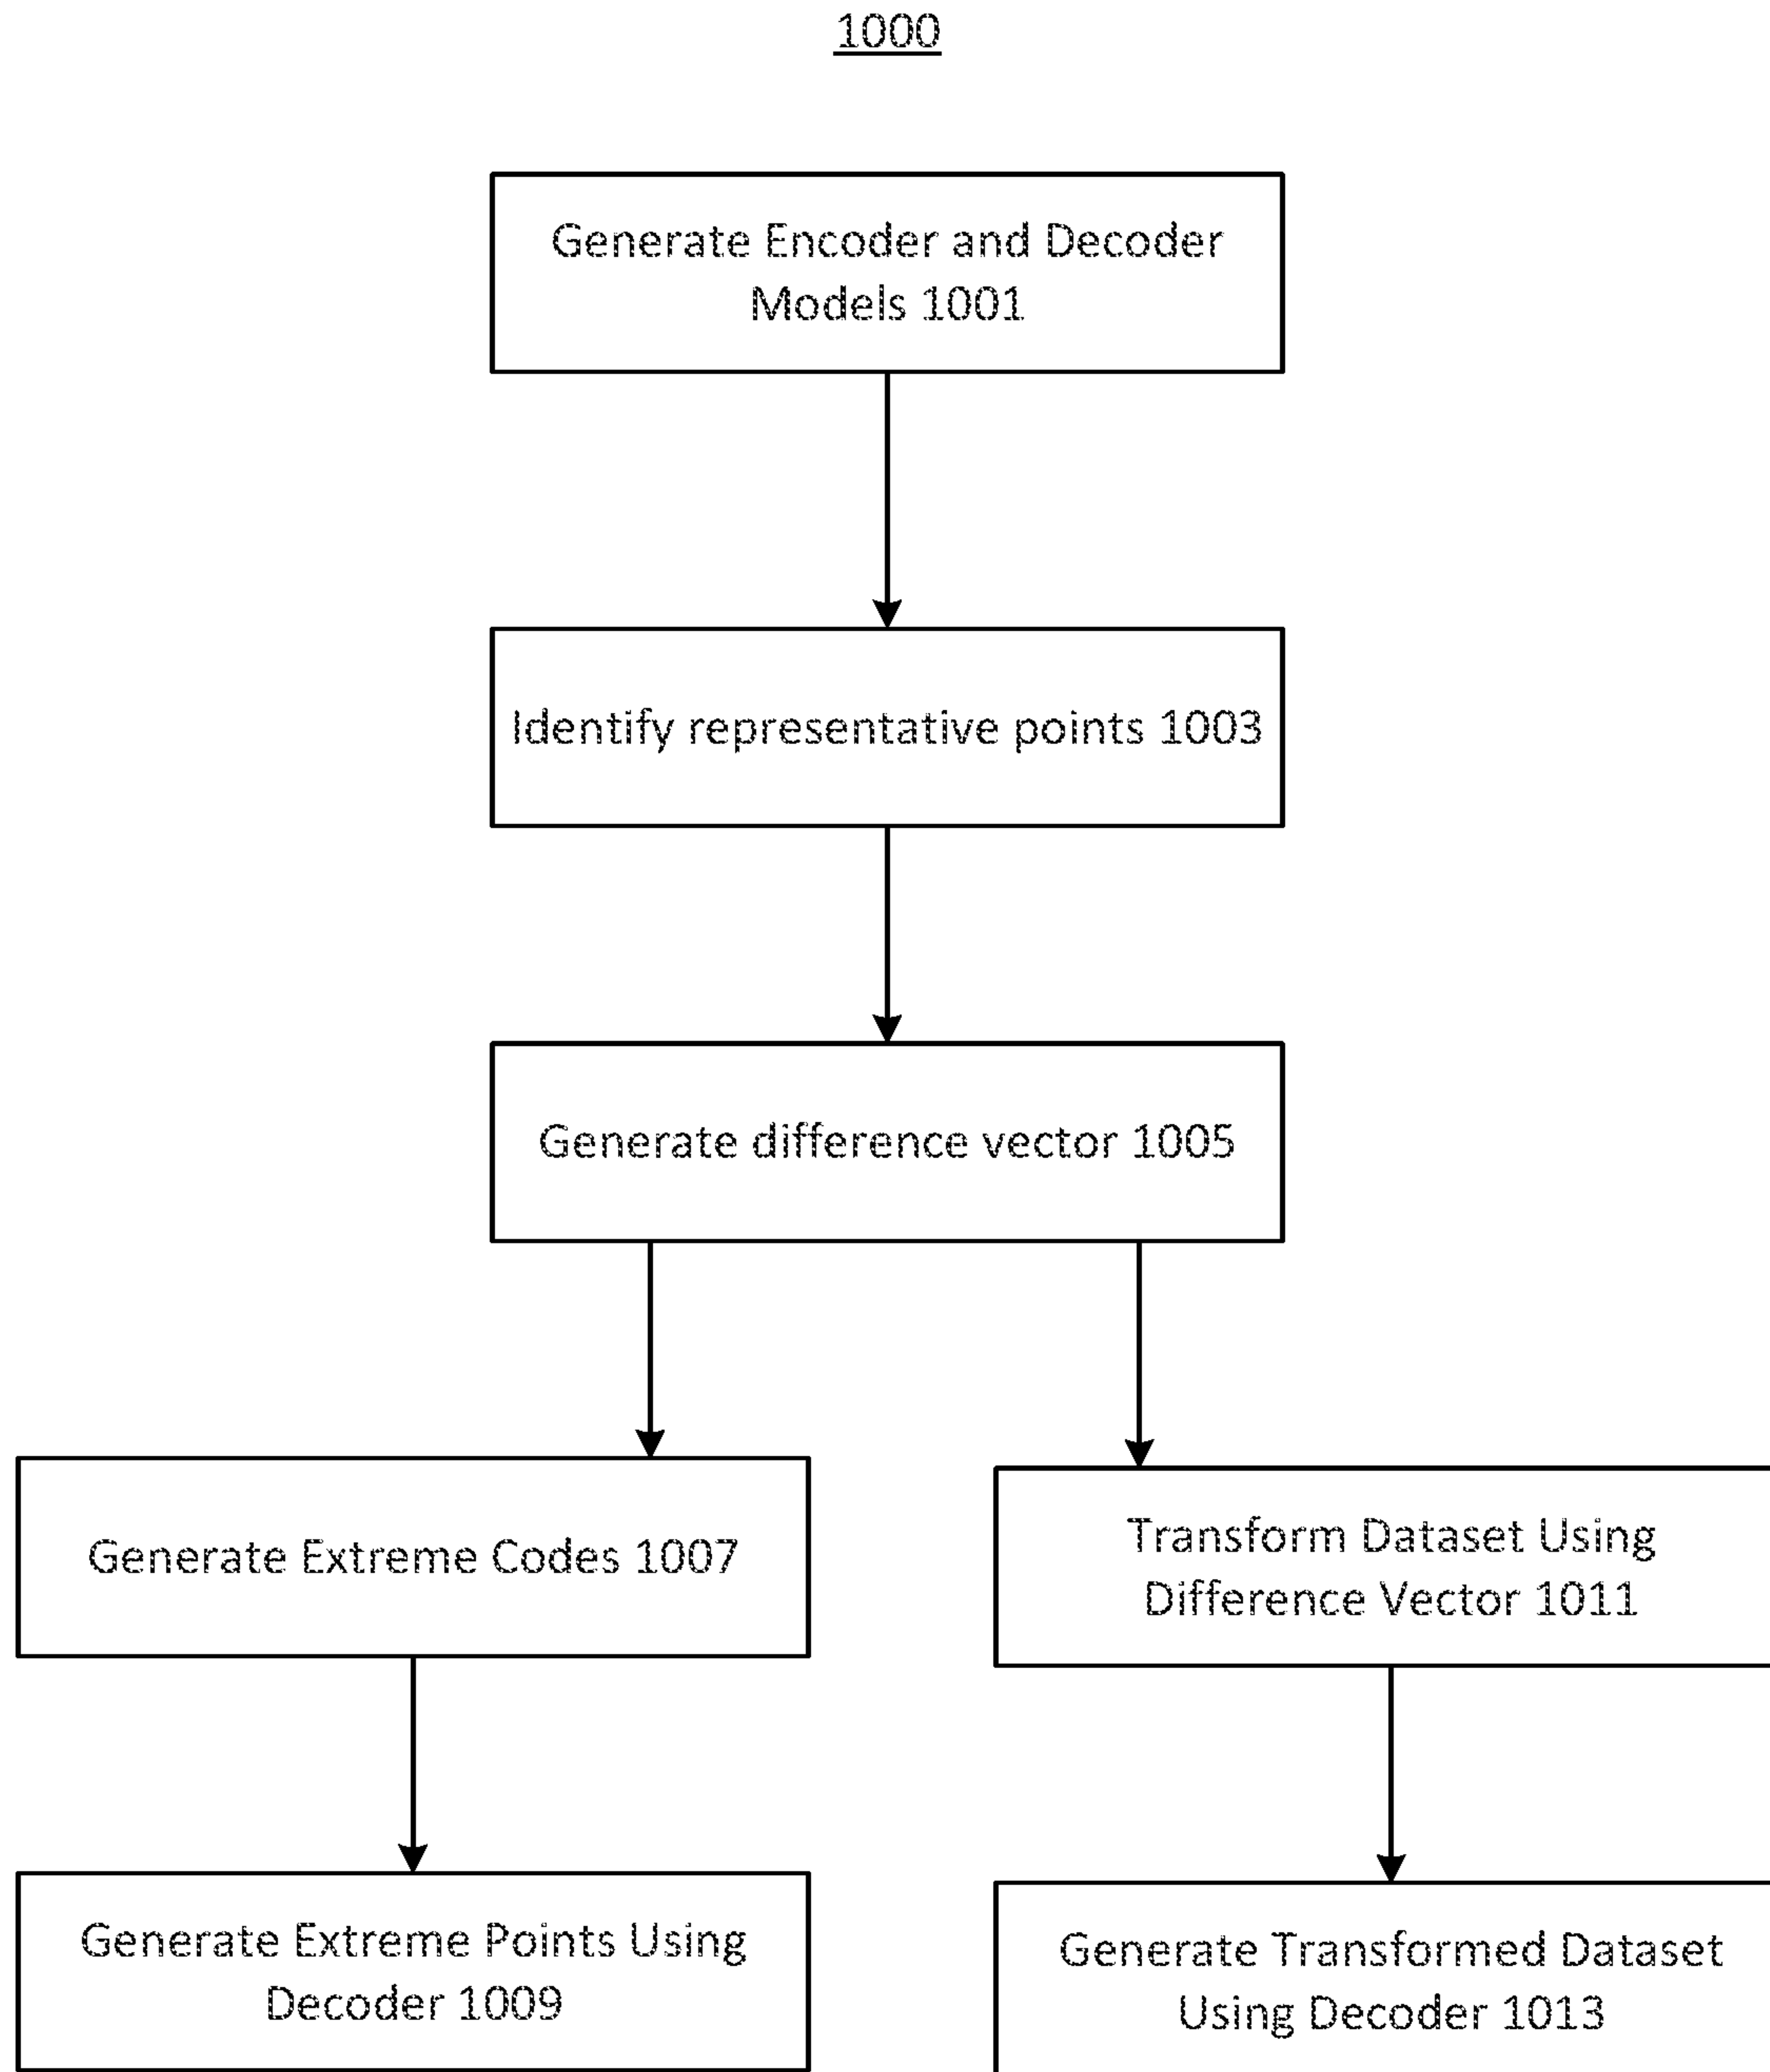 1000
Generate Encoder and Decoder
Models 1001
Identify representative points 1003
Generate difference vector 1005
Generate Extreme Codes 1007
Transform Dataset Using
Difference Vector 1011
Generate Extreme Points Using
Decoder 1009
Generate Transformed Dataset
Using Decoder 1013